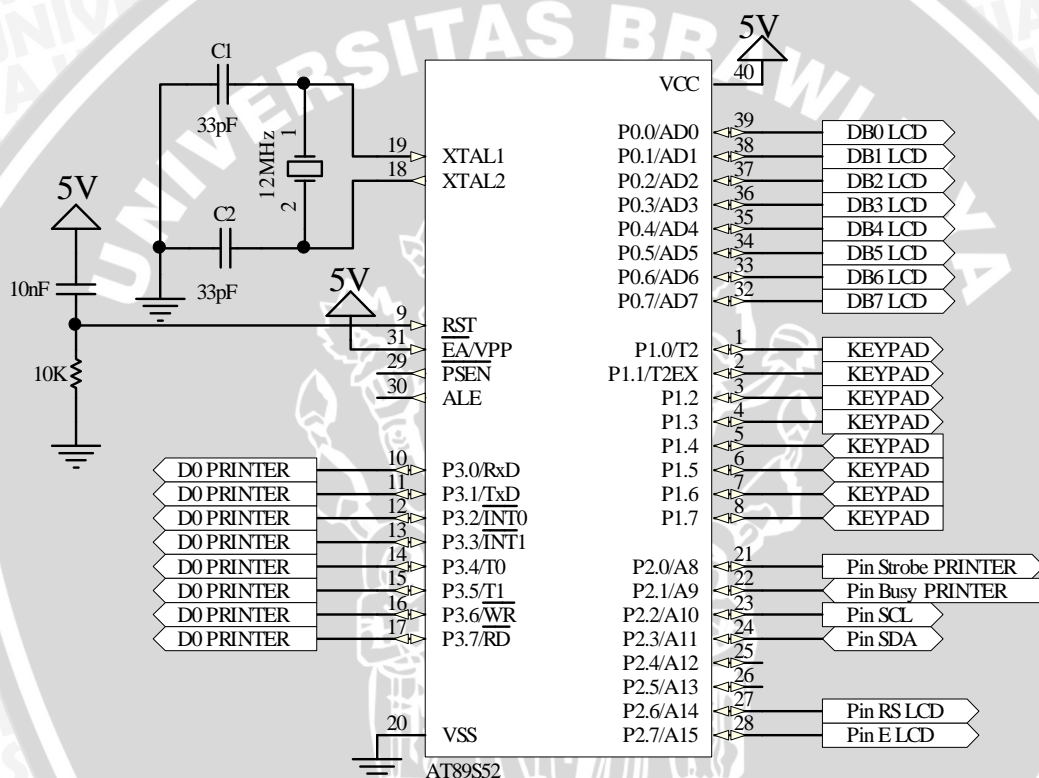 UNIVERSITAS BRAWIJAYA
C1
33pF
12MHz
1
2
C2
33pF
5V
10nF
10K
5V
5V
19 XTAL1
18 XTAL2
9 RST
31 EA/VPP
29 PSEN
30 ALE
D0 PRINTER 10 P3.0/RxD
D0 PRINTER 11 P3.1/TxD
D0 PRINTER 12 P3.2/INT0
D0 PRINTER 13 P3.3/INT1
D0 PRINTER 14 P3.4/T0
D0 PRINTER 15 P3.5/T1
D0 PRINTER 16 P3.6/WR
D0 PRINTER 17 P3.7/RD
20 VSS
VCC 40
P0.0/AD0 39 DB0 LCD
P0.1/AD1 38 DB1 LCD
P0.2/AD2 37 DB2 LCD
P0.3/AD3 36 DB3 LCD
P0.4/AD4 35 DB4 LCD
P0.5/AD5 34 DB5 LCD
P0.6/AD6 33 DB6 LCD
P0.7/AD7 32 DB7 LCD
P1.0/T2 1 KEYPAD
P1.1/T2EX 2 KEYPAD
P1.2 3 KEYPAD
P1.3 4 KEYPAD
P1.4 5 KEYPAD
P1.5 6 KEYPAD
P1.6 7 KEYPAD
P1.7 8 KEYPAD
P2.0/A8 21 Pin Strobe PRINTER
P2.1/A9 22 Pin Busy PRINTER
P2.2/A10 23 Pin SCL
P2.3/A11 24 Pin SDA
P2.4/A12 25
P2.5/A13 26
P2.6/A14 27 Pin RS LCD
P2.7/A15 28 Pin E LCD
AT89S52